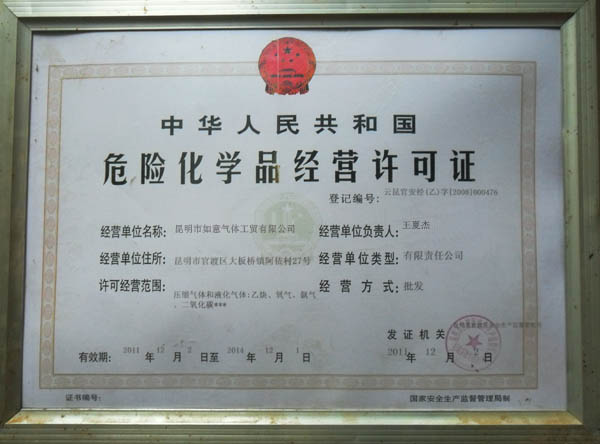 中华人民共和国
危险化学品经营许可证
登记编号: 云昆官安经(乙)字[2008]000476
经营单位名称: 昆明市如意气体工贸有限公司 经营单位负责人: 王夏杰
经营单位住所: 昆明市官渡区大板桥镇阿拉村27号 经营单位类型: 有限责任公司
许可经营范围: 压缩气体和液化气体:乙炔、氧气、氩气 经营方式: 批发
、二氧化碳***
发证机关
有效期: 2011 年 12 月 2 日至 2014 年 12 月 1 日 2011 年 12 月 2 日
证书编号: 国家安全生产监督管理局制